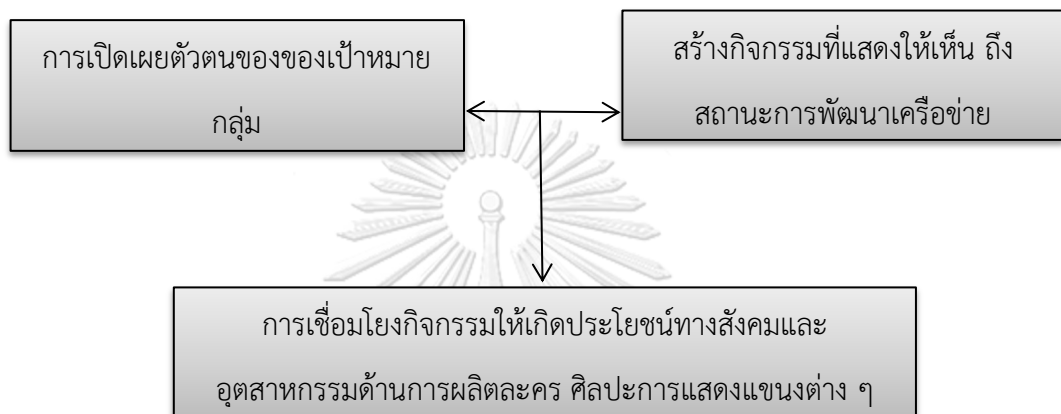 การเปิดเผยตัวตนของของเป้าหมาย
กลุ่ม
สร้างกิจกรรมที่แสดงให้เห็น ถึง
สถานะการพัฒนาเครือข่าย
การเชื่อมโยงกิจกรรมให้เกิดประโยชน์ทางสังคมและ
อุตสาหกรรมด้านการผลิตละคร ศิลปะการแสดงแขนงต่าง ๆ